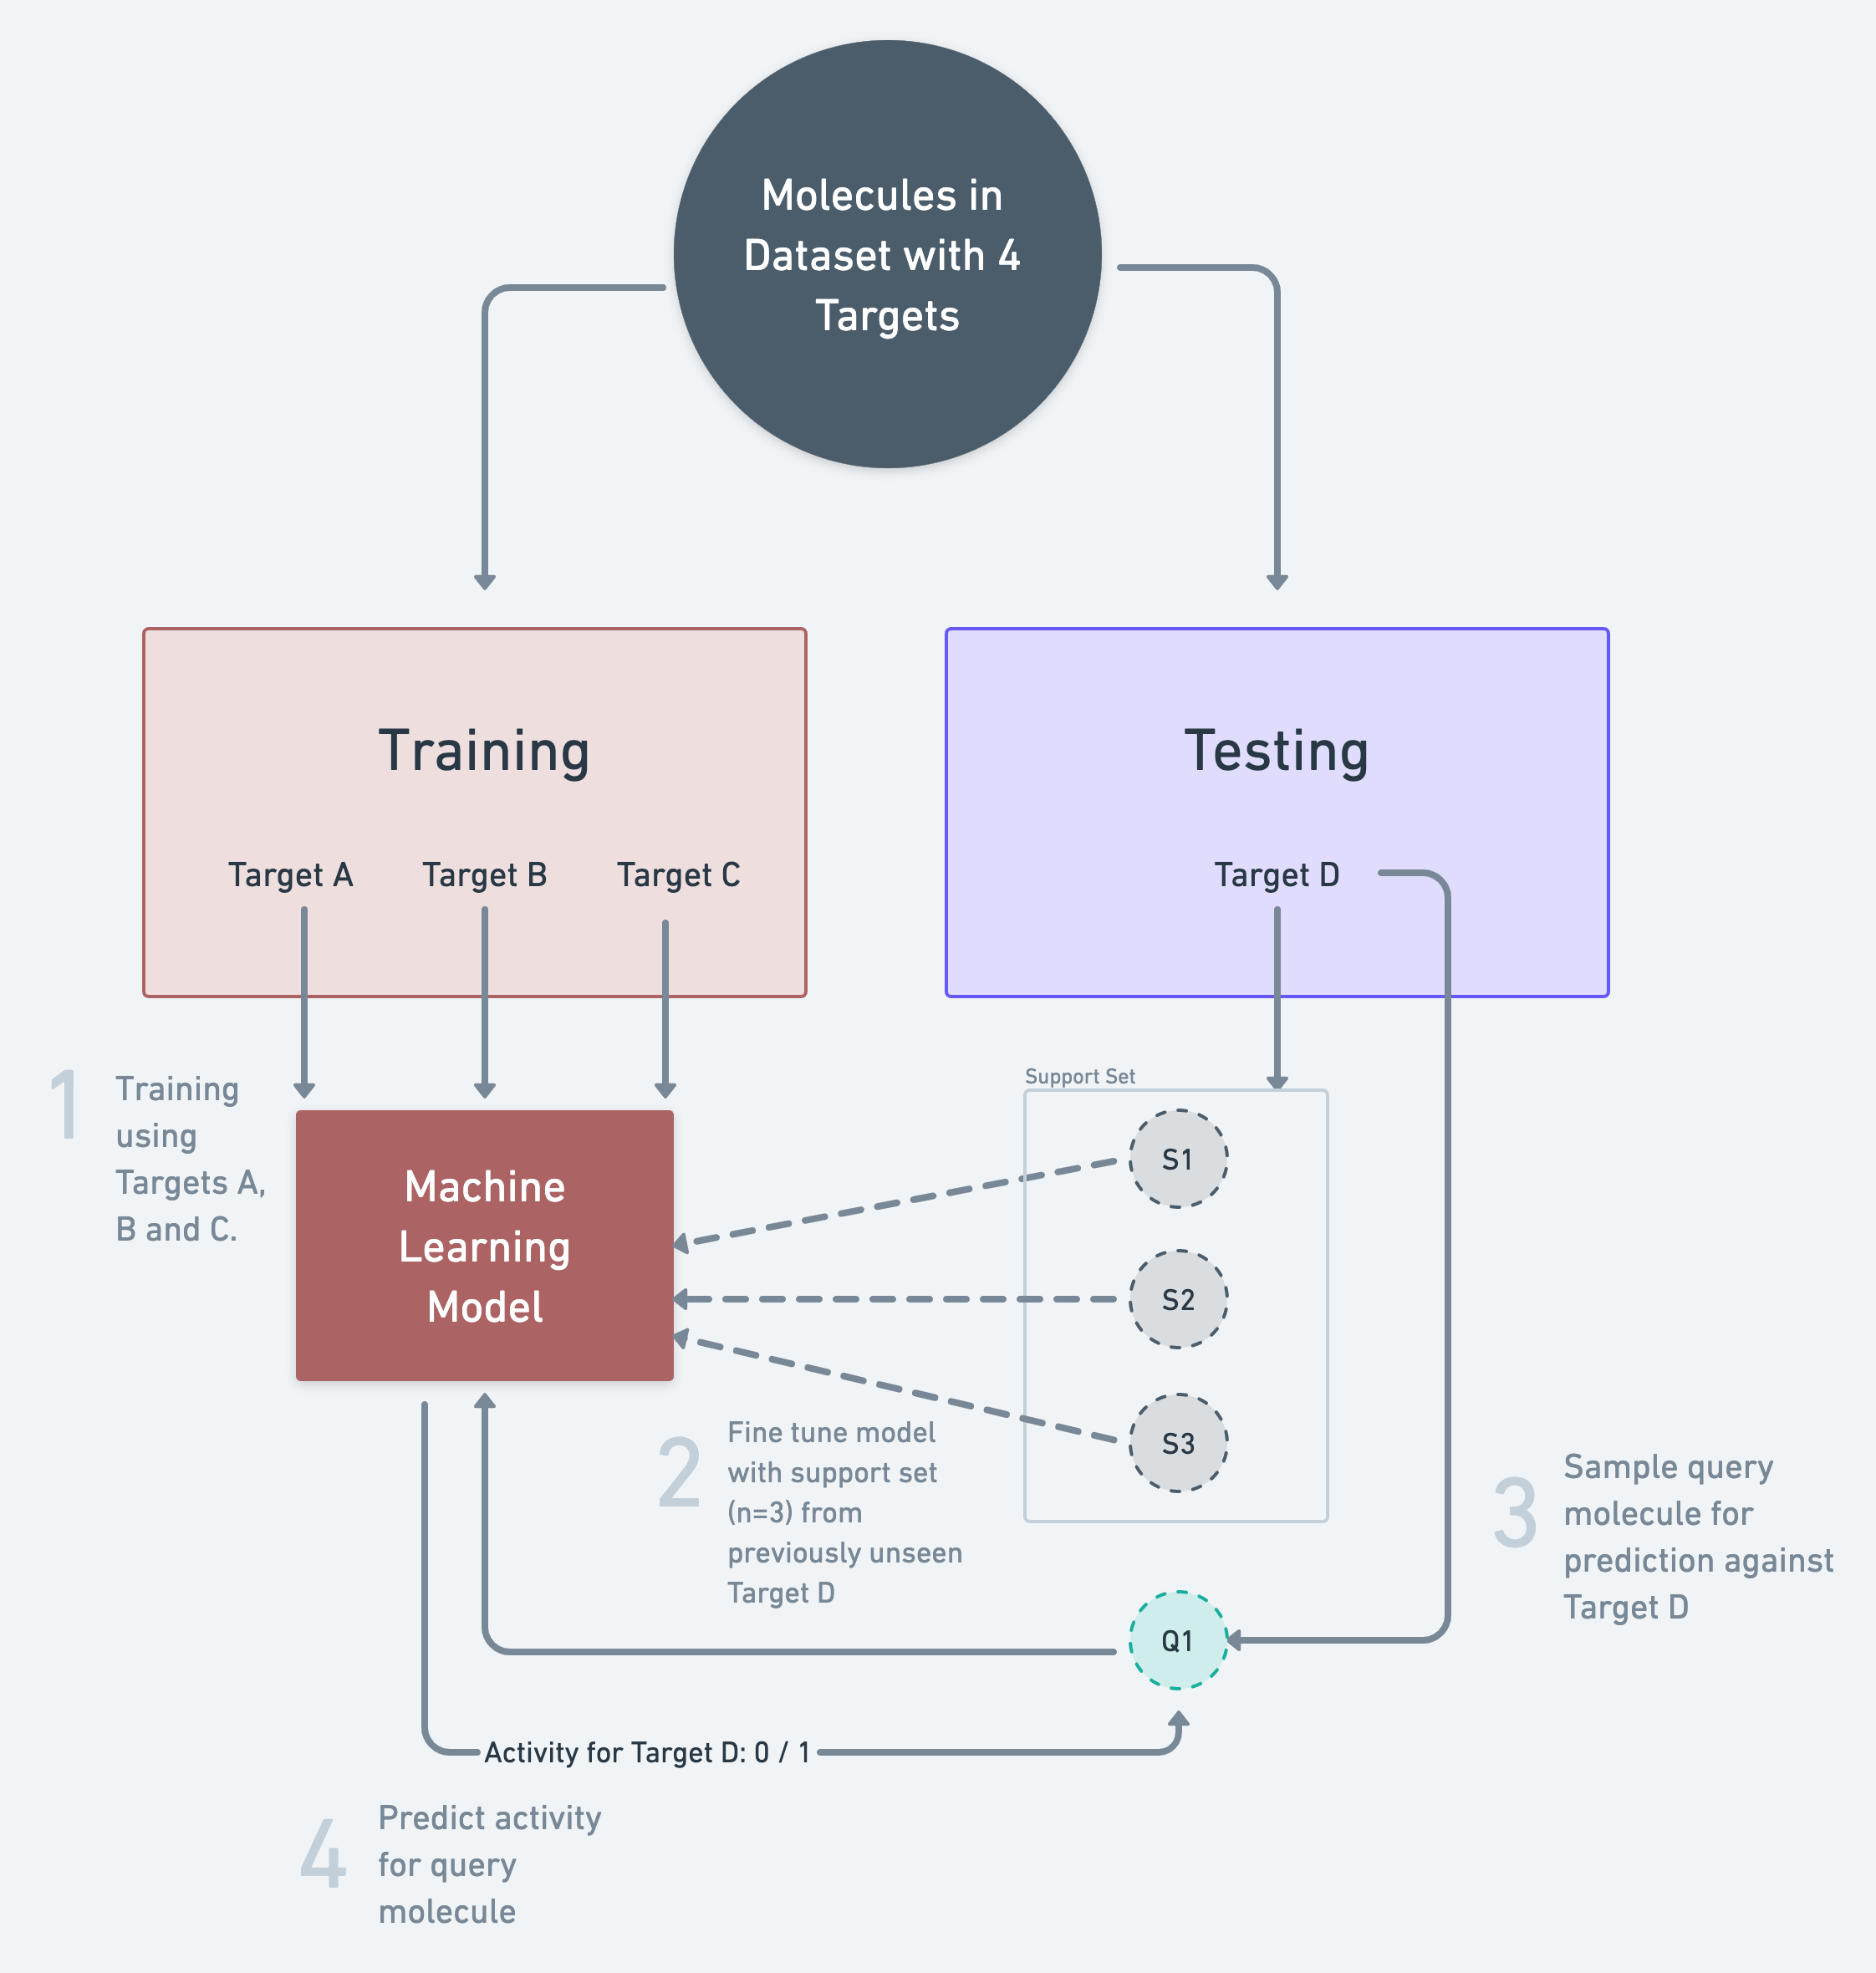 Molecules in
Dataset with 4
Targets
Training
Testing
Target A
Target B
Target C
Target D
1
Training
using
Targets A,
B and C.
Machine
Learning
Model
Support Set
S1
S2
S3
2
Fine tune model
with support set
(n=3) from
previously unseen
Target D
3
Sample query
molecule for
prediction against
Target D
Q1
Activity for Target D: 0 / 1
4
Predict activity
for query
molecule